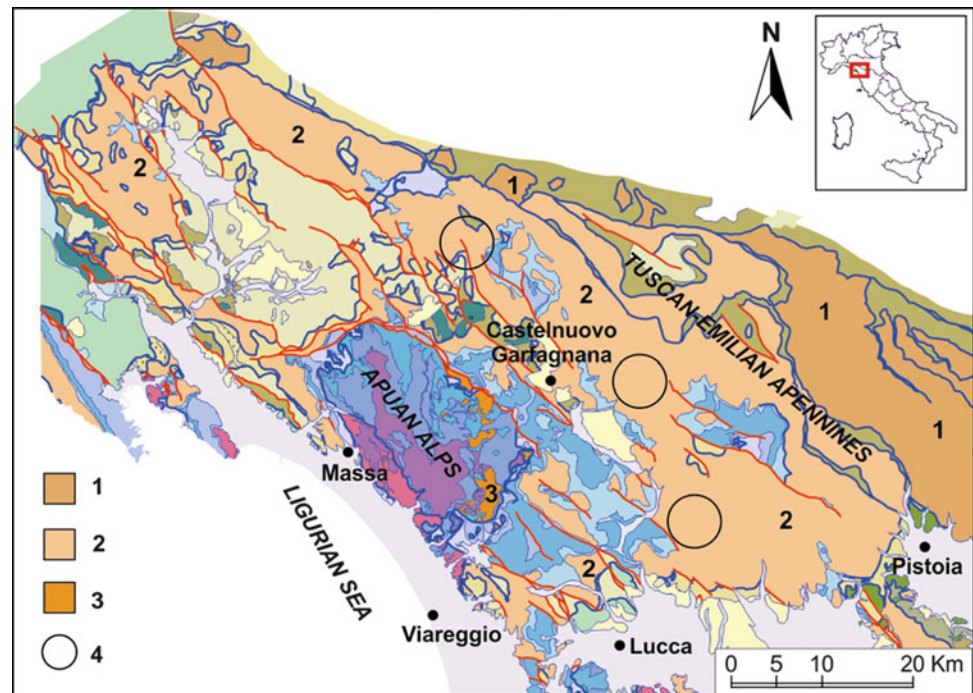 N
2
2
1
2
TUSCAN-EMILIAN APENNINES
1
Castelnuovo
Garfagnana
APUAN ALPS
1
Massa
3
1
2
3
4
LIGURIAN SEA
2
2
Pistoia
Viareggio
Lucca
0 5 10 20 Km